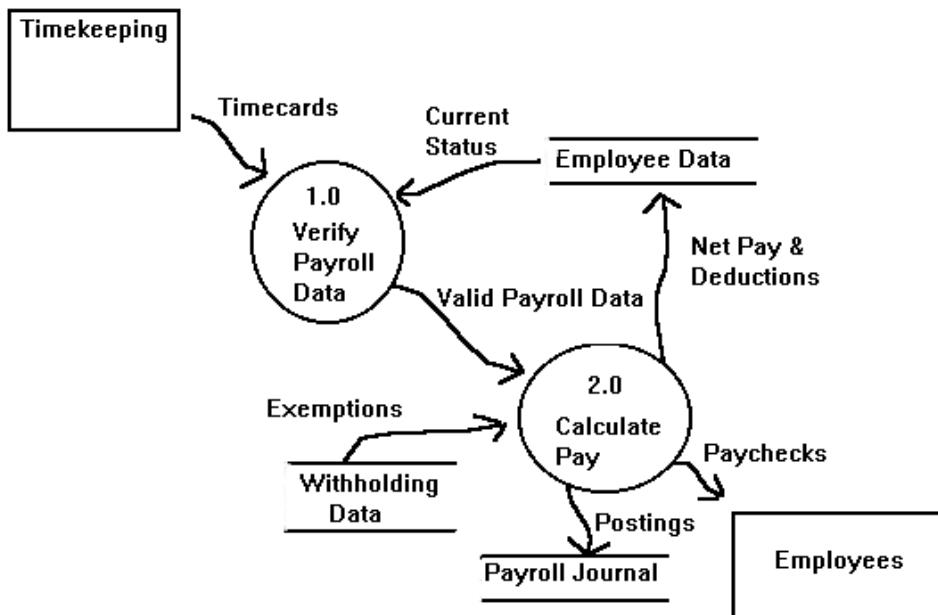 Timekeeping
Timecards
Current
Status
Employee Data
1.0
Verify
Payroll
Data
Net Pay &
Deductions
Valid Payroll Data
2.0
Calculate
Pay
Exemptions
Withholding
Data
Paychecks
Postings
Payroll Journal
Employees